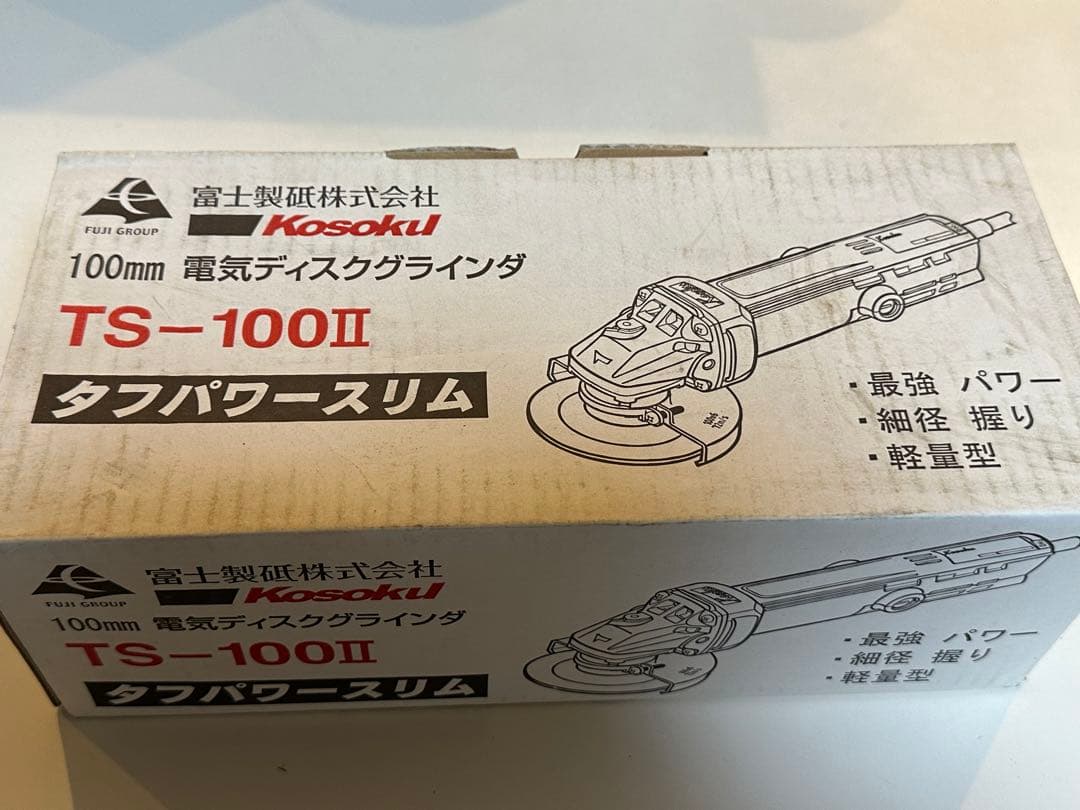 富士製砥株式会社
FUJI GROUP
Kosoku
100mm 電気ディスクグラインダ
TS-100II
タフパワースリム
・最強 パワー
・細径 握り
・軽量型
富士製砥株式会社
FUJI GROUP
Kosoku
100mm 電気ディスクグラインダ
TS-100II
タフパワースリム
・最強 パワー
・細径 握り
・軽量型